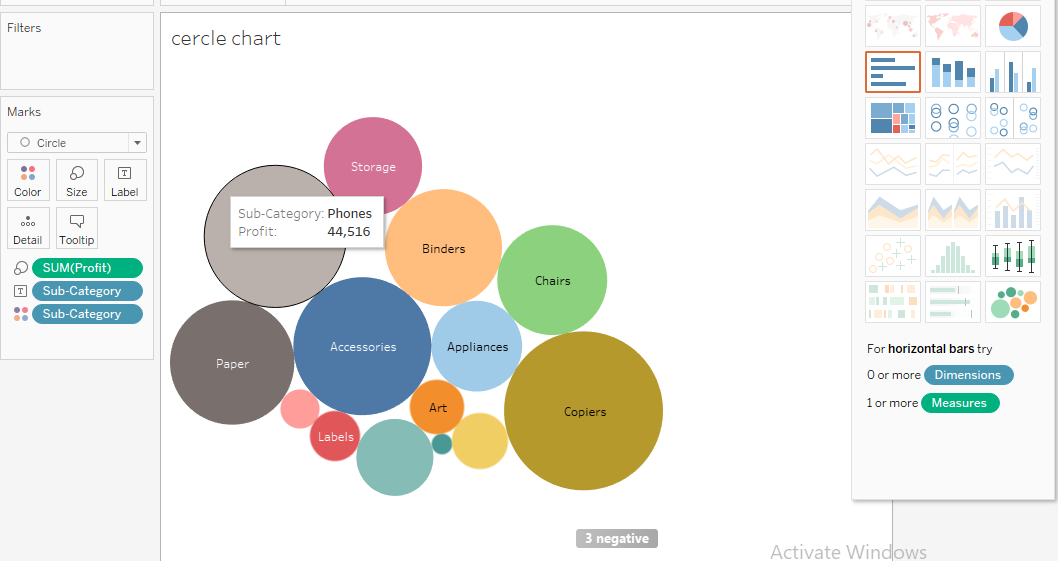 Filters
cercle chart
Marks
Circle
Color
Size
Label
Detail
Tooltip
SUM(Profit)
Sub-Category
Sub-Category
Storage
Sub-Category: Phones
Profit: 44,516
Binders
Chairs
Paper
Accessories
Appliances
Art
Copiers
Labels
3 negative
For horizontal bars try
0 or more Dimensions
1 or more Measures
Activate Windows